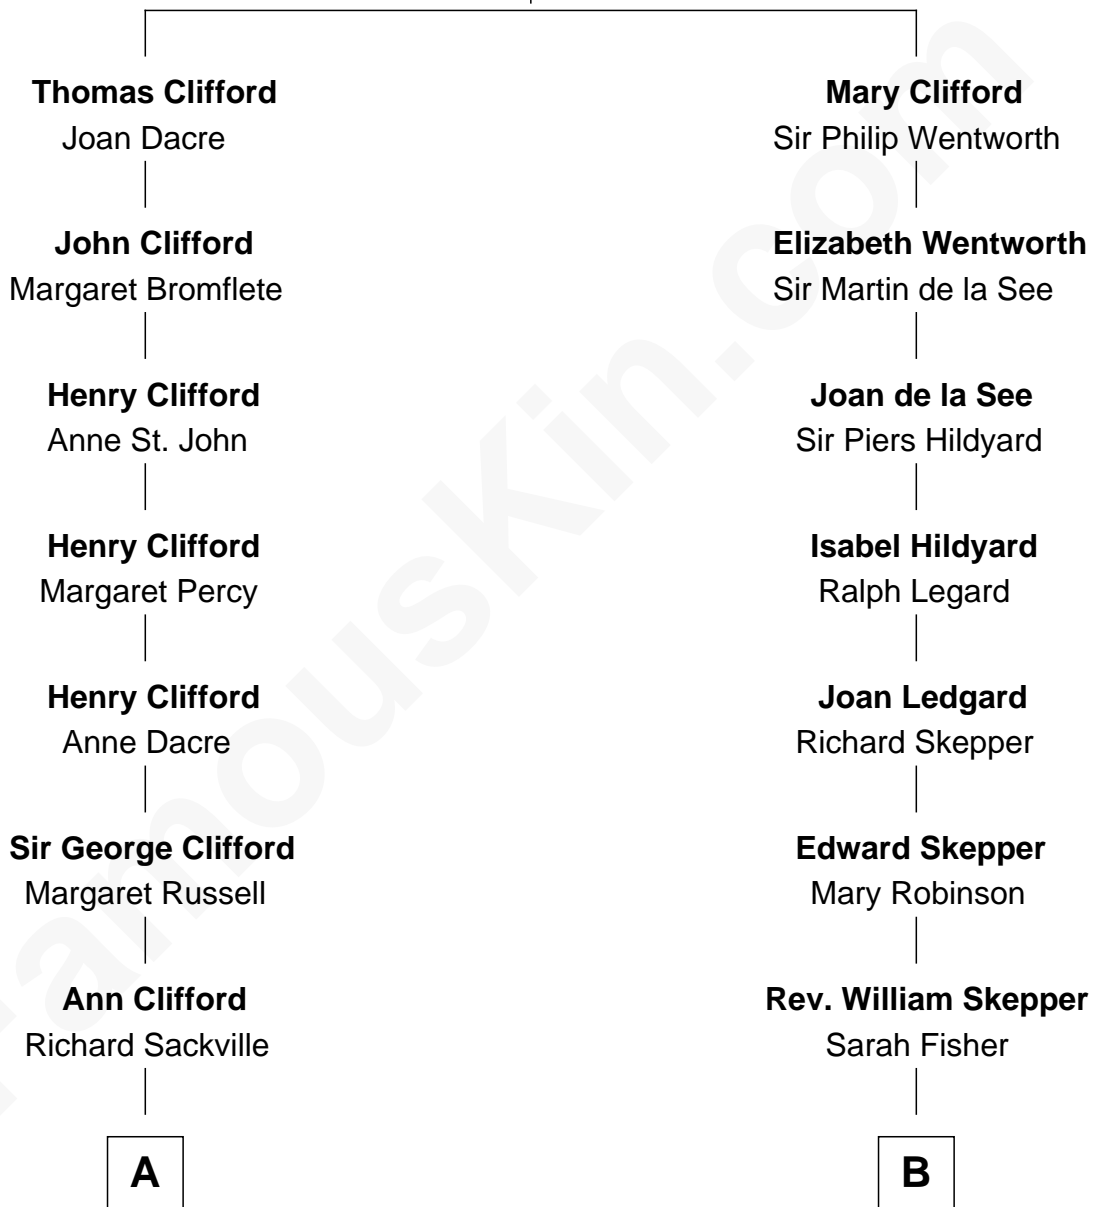 Thomas Clifford
Joan Dacre
John Clifford
Margaret Bromflete
Henry Clifford
Anne St. John
Henry Clifford
Margaret Percy
Henry Clifford
Anne Dacre
Sir George Clifford
Margaret Russell
Ann Clifford
Richard Sackville
A
Mary Clifford
Sir Philip Wentworth
Elizabeth Wentworth
Sir Martin de la See
Joan de la See
Sir Piers Hildyard
Isabel Hildyard
Ralph Legard
Joan Ledgard
Richard Skepper
Edward Skepper
Mary Robinson
Rev. William Skepper
Sarah Fisher
B
FamousKin.com